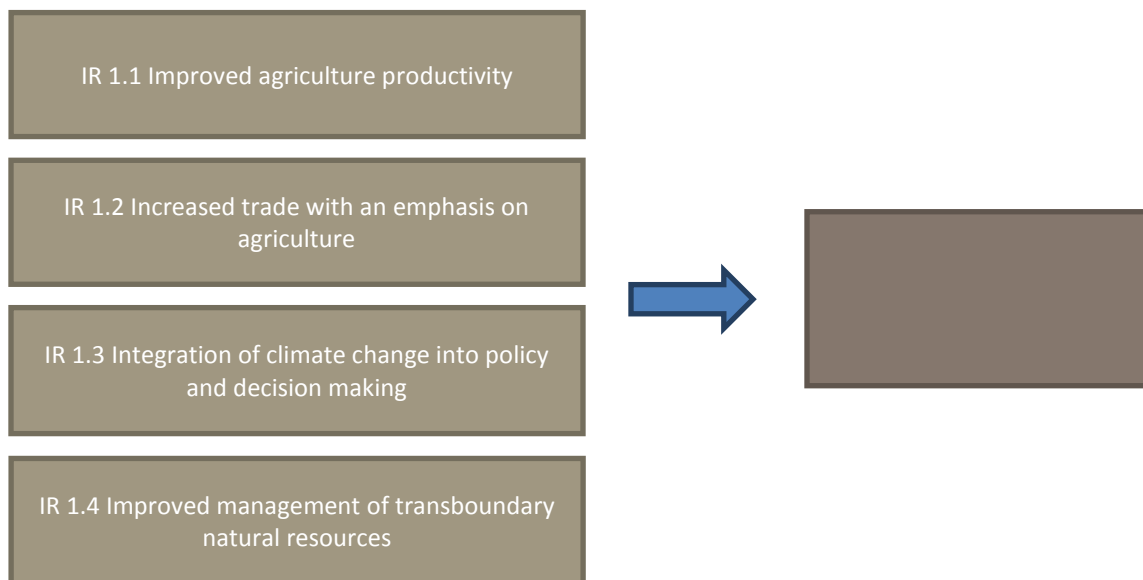 IR 1.1 Improved agriculture productivity
IR 1.2 Increased trade with an emphasis on
agriculture
IR 1.3 Integration of climate change into policy
and decision making
IR 1.4 Improved management of transboundary
natural resources